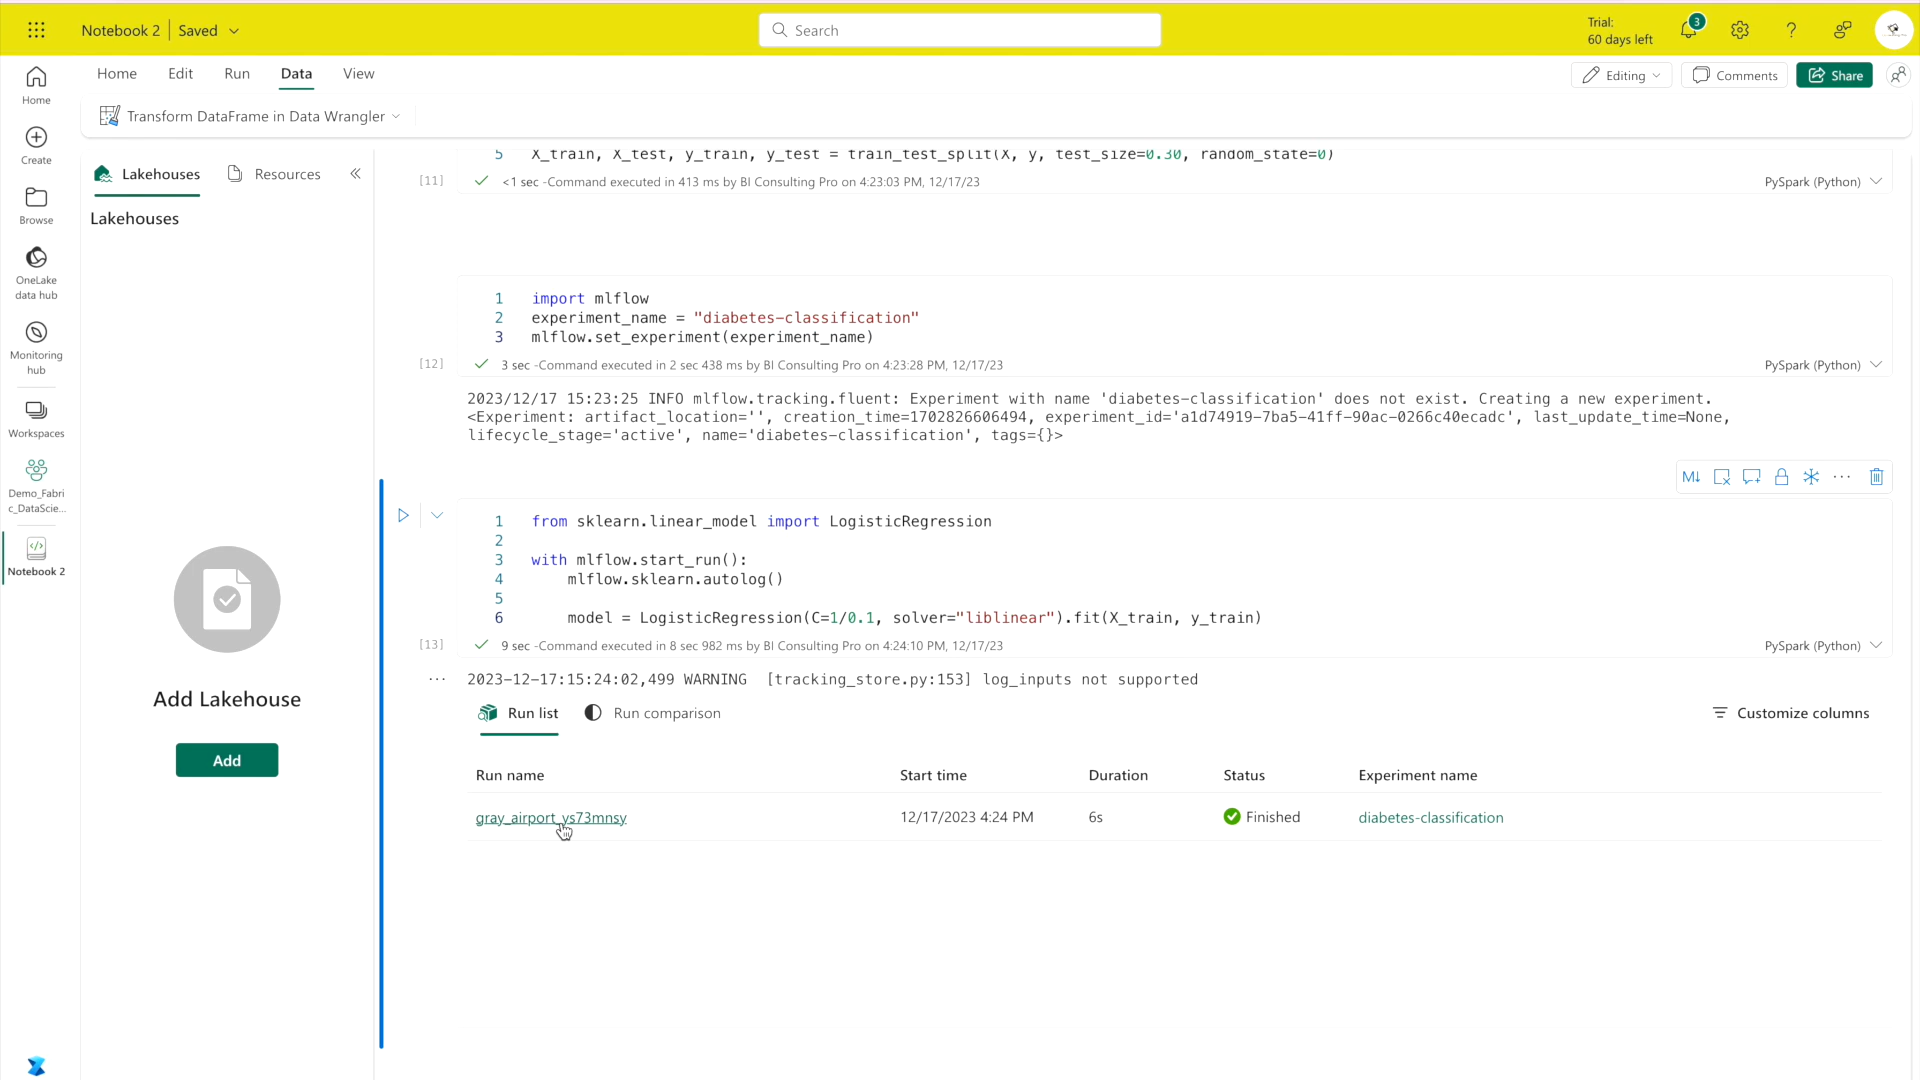 Notebook 2 | Saved
Search
Trial:
60 days left
3
Home
Edit
Run
Data
View
Editing
Comments
Share
Transform DataFrame in Data Wrangler
Home
Create
Browse
OneLake
data hub
Monitoring
hub
Workspaces
Demo_Fabri
c_DataScie...
Notebook 2
Lakehouses
Resources
Lakehouses
Add Lakehouse
Add
5 X_train, X_test, y_train, y_test = train_test_split(X, y, test_size=0.30, random_state=0)
[11] <1 sec -Command executed in 413 ms by BI Consulting Pro on 4:23:03 PM, 12/17/23 PySpark (Python)
1 import mlflow
2 experiment_name = "diabetes-classification"
3 mlflow.set_experiment(experiment_name)
[12] 3 sec -Command executed in 2 sec 438 ms by BI Consulting Pro on 4:23:28 PM, 12/17/23 PySpark (Python)
2023/12/17 15:23:25 INFO mlflow.tracking.fluent: Experiment with name 'diabetes-classification' does not exist. Creating a new experiment.
<Experiment: artifact_location='', creation_time=1702826606494, experiment_id='a1d74919-7ba5-41ff-90ac-0266c40ecadc', last_update_time=None,
lifecycle_stage='active', name='diabetes-classification', tags={}>
M↓
1 from sklearn.linear_model import LogisticRegression
2
3 with mlflow.start_run():
4 mlflow.sklearn.autolog()
5
6 model = LogisticRegression(C=1/0.1, solver="liblinear").fit(X_train, y_train)
[13] 9 sec -Command executed in 8 sec 982 ms by BI Consulting Pro on 4:24:10 PM, 12/17/23 PySpark (Python)
... 2023-12-17:15:24:02,499 WARNING [tracking_store.py:153] log_inputs not supported
Run list
Run comparison
Customize columns
Run name Start time Duration Status Experiment name
gray_airport_ys73mnsy 12/17/2023 4:24 PM 6s Finished diabetes-classification